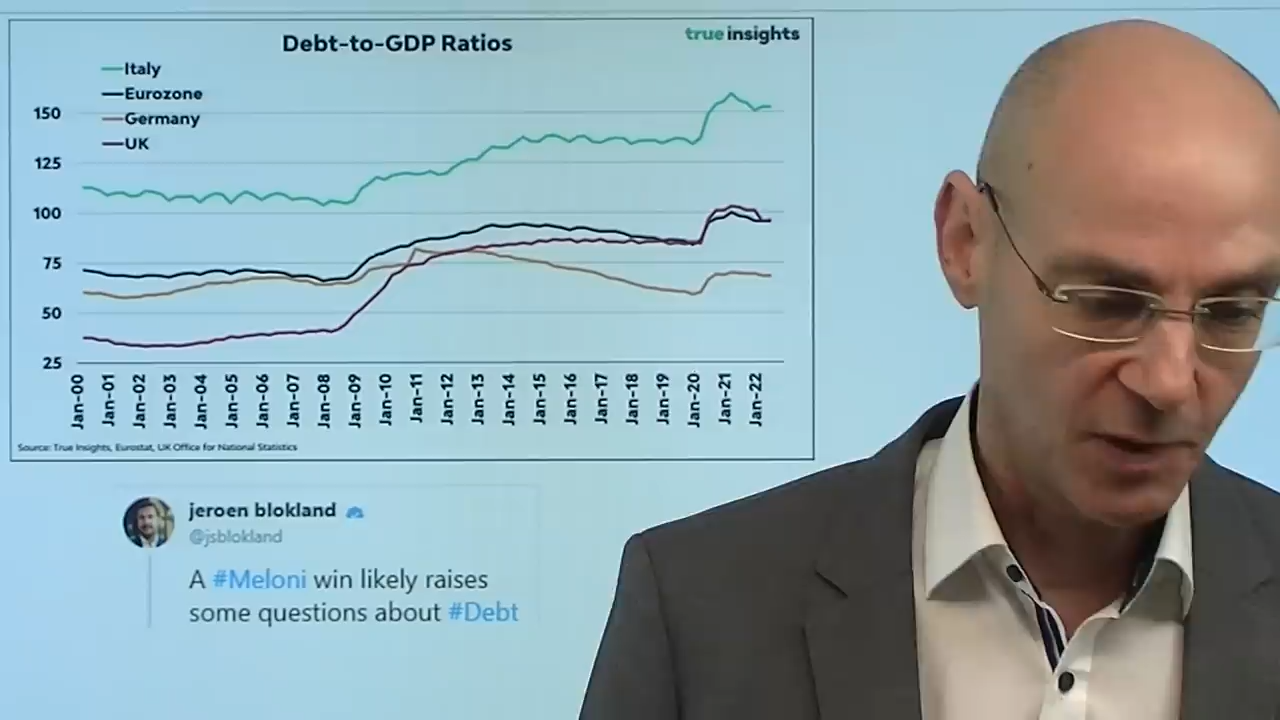 Debt-to-GDP Ratios
true insights
Italy
Eurozone
Germany
UK
150
125
100
75
50
25
Jan-00
Jan-01
Jan-02
Jan-03
Jan-04
Jan-05
Jan-06
Jan-07
Jan-08
Jan-09
Jan-10
Jan-11
Jan-12
Jan-13
Jan-14
Jan-15
Jan-16
Jan-17
Jan-18
Jan-19
Jan-20
Jan-21
Jan-22
Source: True Insights, Eurostat, UK Office for National Statistics
jeroen blokland
@jsblokland
A #Meloni win likely raises
some questions about #Debt